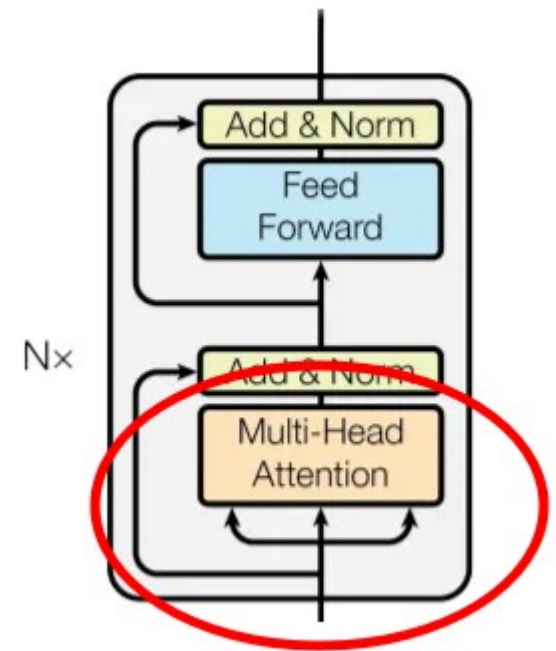 Add & Norm
Feed
Forward
N×
Add & Norm
Multi-Head
Attention